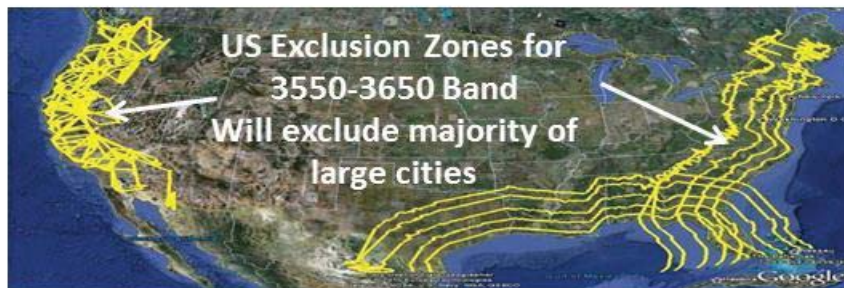 US Exclusion Zones for
3550-3650 Band
Will exclude majority of
large cities
Google